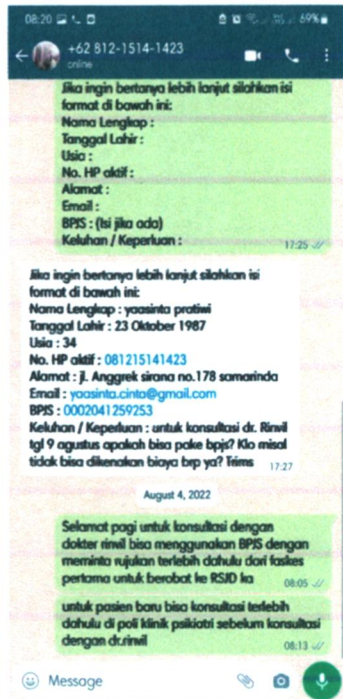 08:20 69%
+62 812-1514-1423
online
Jika ingin bertanya lebih lanjut silahkan isi
format di bawah ini:
Nama Lengkap :
Tanggal Lahir :
Usia :
No. HP aktif :
Alamat :
Email :
BPJS : (Isi jika ada)
Keluhan / Keperluan :
17:25
Jika ingin bertanya lebih lanjut silahkan isi
format di bawah ini:
Nama Lengkap : yaasinta pratiwi
Tanggal Lahir : 23 Oktober 1987
Usia : 34
No. HP aktif : 081215141423
Alamat : jl. Anggrek sirana no.178 samarinda
Email : yaasinta.cinta@gmail.com
BPJS : 0002041259253
Keluhan / Keperluan : untuk konsultasi dr. Rinvil
tgl 9 agustus apakah bisa pake bpjs? Klo misal
tidak bisa dikenakan biaya brp ya? Trims 17:27
August 4, 2022
Selamat pagi untuk konsultasi dengan
dokter rinvil bisa menggunakan BPJS dengan
meminta rujukan terlebih dahulu dari faskes
pertama untuk berobat ke RSJD ka 08:05
untuk pasien baru bisa konsultasi terlebih
dahulu di poli klinik psikiatri sebelum konsultasi
dengan dr.rinvil 08:13
Message